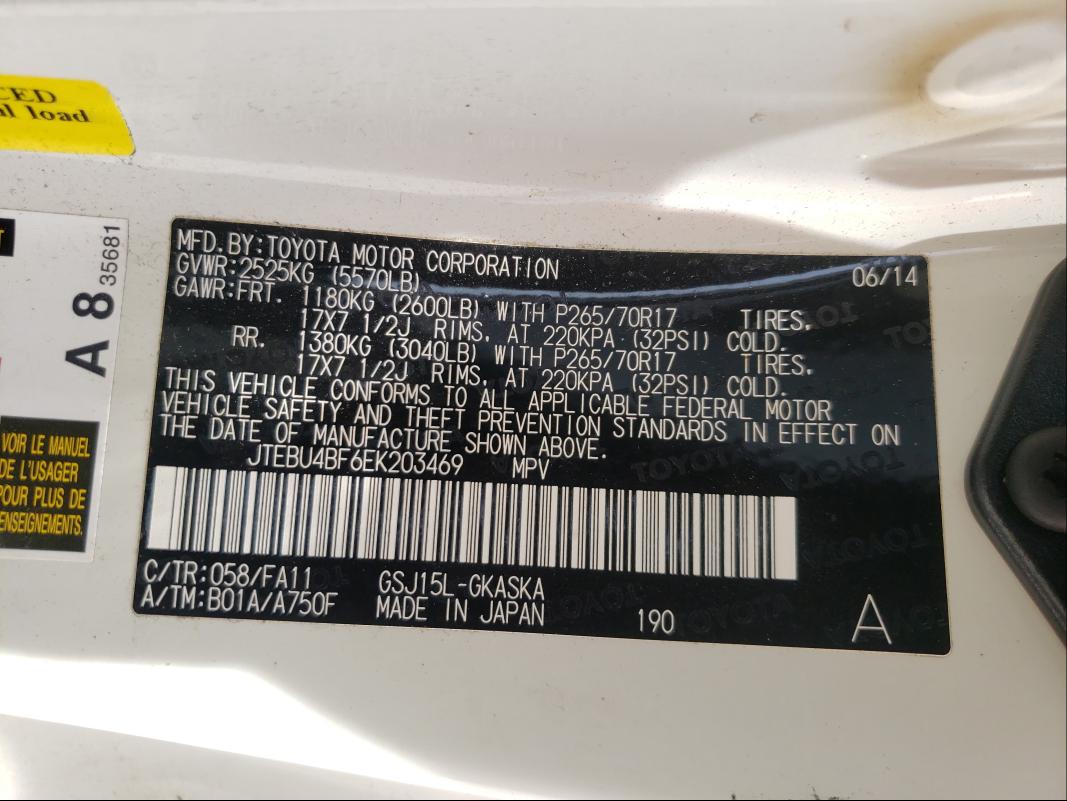 CED
al load
T
A 8 35681
VOIR LE MANUEL
DE L'USAGER
POUR PLUS DE
RENSEIGNEMENTS.
MFD. BY:TOYOTA MOTOR CORPORATION 06/14
GVWR:2525KG (5570LB)
GAWR:FRT. 1180KG (2600LB) WITH P265/70R17 TIRES,
17X7 1/2J RIMS, AT 220KPA (32PSI) COLD.
RR. 1380KG (3040LB) WITH P265/70R17 TIRES,
17X7 1/2J RIMS, AT 220KPA (32PSI) COLD.
THIS VEHICLE CONFORMS TO ALL APPLICABLE FEDERAL MOTOR
VEHICLE SAFETY AND THEFT PREVENTION STANDARDS IN EFFECT ON
THE DATE OF MANUFACTURE SHOWN ABOVE.
JTEBU4BF6EK203469 MPV
C/TR:058/FA11 GSJ15L-GKASKA
A/TM:B01A/A750F MADE IN JAPAN 190 A